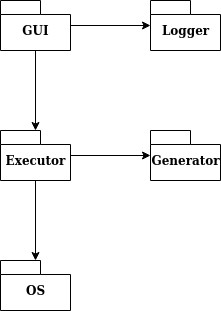 GUI
Logger
Executor
Generator
OS